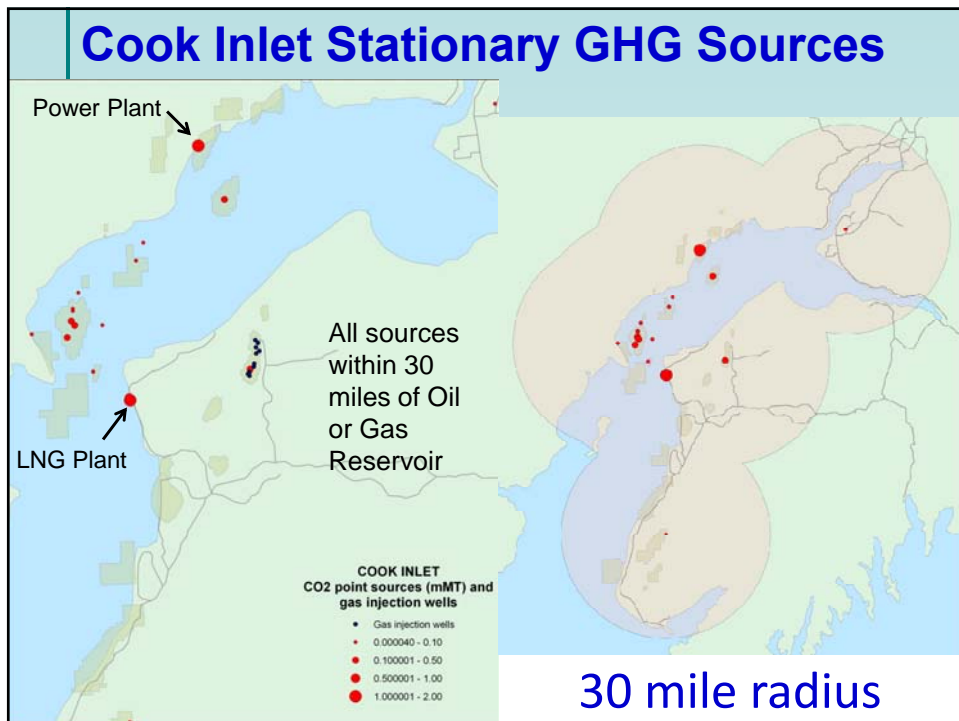 Cook Inlet Stationary GHG Sources
Power Plant
All sources
within 30
miles of Oil
or Gas
Reservoir
LNG Plant
COOK INLET
CO2 point sources (mMT) and
gas injection wells
Gas injection wells
0.000040 - 0.10
0.100001 - 0.50
0.500001 - 1.00
1.000001 - 2.00
30 mile radius